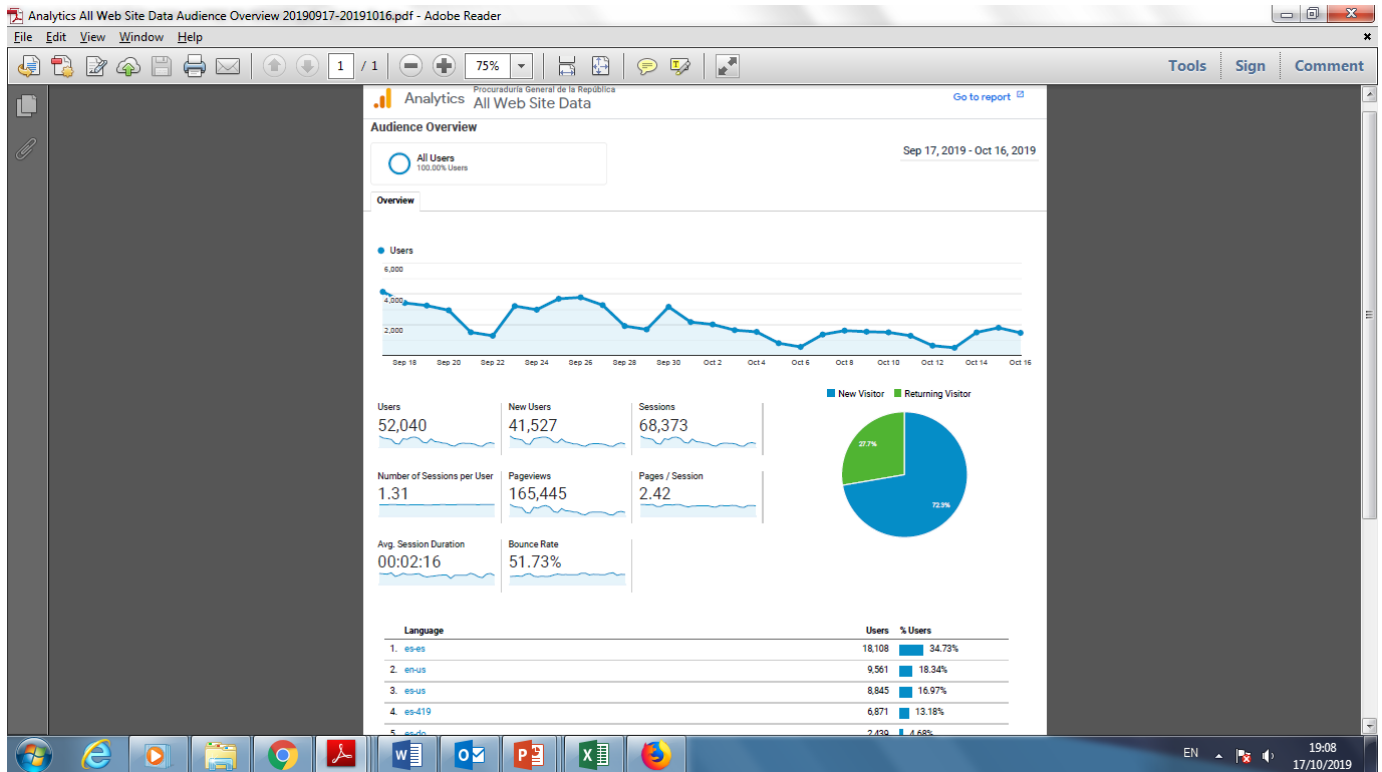 Analytics All Web Site Data Audience Overview 20190917-20191016.pdf - Adobe Reader
File Edit View Window Help
1 / 1 75% Tools Sign Comment
Analytics
Procuraduría General de la República
All Web Site Data
Go to report
Audience Overview
All Users
100.00% Users
Sep 17, 2019 - Oct 16, 2019
Overview
Users
6,000
4,000
2,000
Sep 18 Sep 20 Sep 22 Sep 24 Sep 26 Sep 28 Sep 30 Oct 2 Oct 4 Oct 6 Oct 8 Oct 10 Oct 12 Oct 14 Oct 16
New Visitor Returning Visitor
Users New Users Sessions
52,040 41,527 68,373
27.7%
72.3%
Number of Sessions per User Pageviews Pages / Session
1.31 165,445 2.42
Avg. Session Duration Bounce Rate
00:02:16 51.73%
Language Users % Users
1. es-es 18,108 34.73%
2. en-us 9,561 18.34%
3. es-us 8,845 16.97%
4. es-419 6,871 13.18%
5. es-do 2,439 4.68%
EN 19:08
17/10/2019